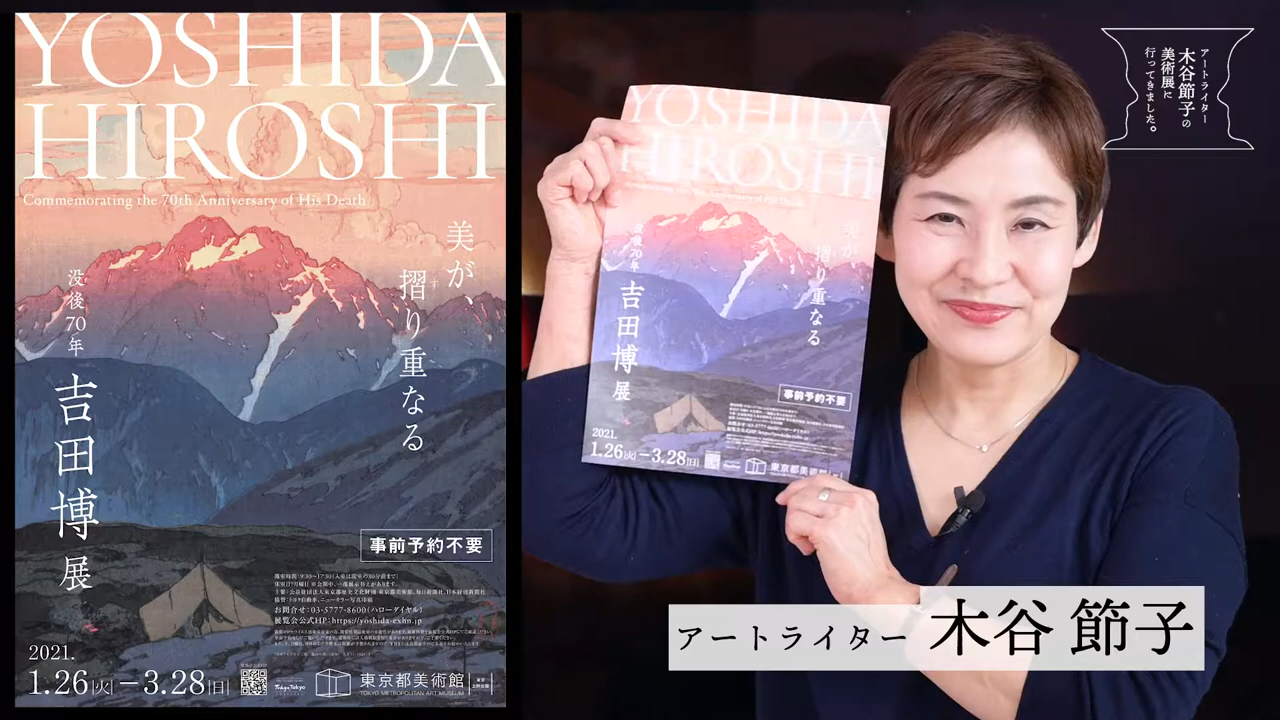 YOSHIDA
HIROSHI
Commemorating the 70th Anniversary of His Death
美が、
摺り重なる
没後70年
吉田博 展
事前予約不要
お問合せ:03-5777-8600(ハローダイヤル)
展覧会公式HP:https://yoshida-exhn.jp
2021.
1.26|火|–3.28|日|
東京都美術館
TOKYO METROPOLITAN ART MUSEUM
YOSHIDA
HIROSHI
美が、
摺り重なる
没後70年
吉田博 展
事前予約不要
2021.
1.26|火|–3.28|日|
東京都美術館
アートライター
木谷節子の
美術展に
行ってきました。
アートライター 木谷 節子